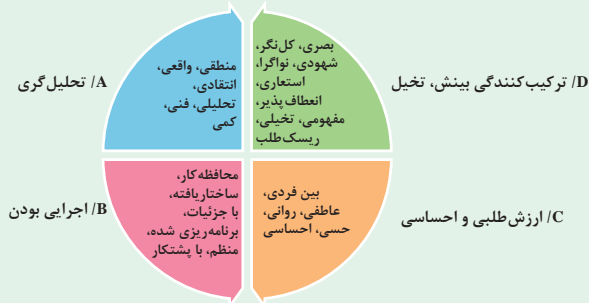 A/ تحلیل‌گری
منطقی، واقعی،
انتقادی،
تحلیلی، فنی،
کمی
بصری، کل‌نگر،
شهودی، نواگرا،
استعاری،
انعطاف‌پذیر،
مفهومی، تخیلی،
ریسک‌طلب
D/ ترکیب‌کنندگی بینش، تخیل
B/ اجرایی بودن
محافظه‌کار،
ساختاریافته،
با جزئیات،
برنامه‌ریزی شده،
منظم، با پشتکار
بین فردی،
عاطفی، روانی،
حسی، احساسی
C/ ارزش‌طلبی و احساسی